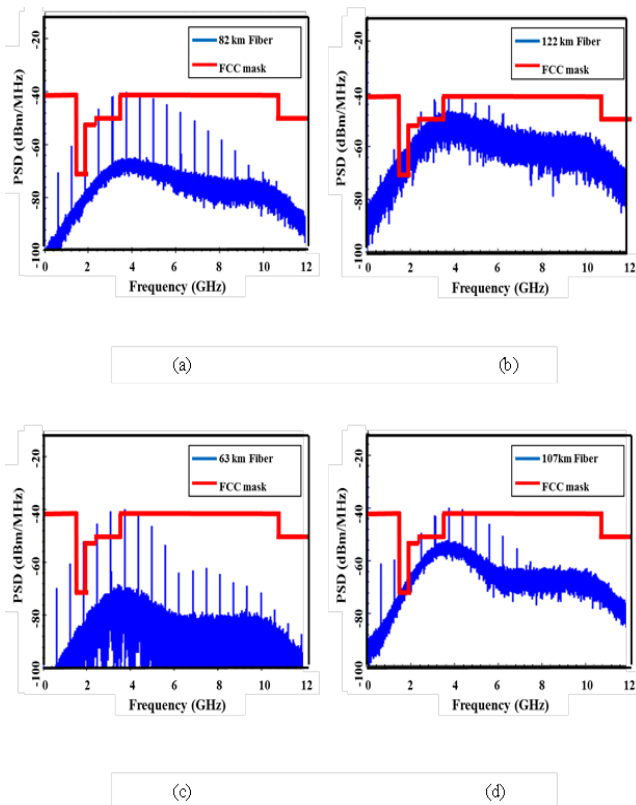 82 km Fiber
FCC mask
PSD (dBm/MHz)
-20
-40
-60
-80
-100
0 2 4 6 8 10 12
Frequency (GHz)
122 km Fiber
FCC mask
PSD (dBm/MHz)
-20
-40
-60
-80
-100
0 2 4 6 8 10 12
Frequency (GHz)
(a) (b)
63 km Fiber
FCC mask
PSD (dBm/MHz)
-20
-40
-60
-80
-100
0 2 4 6 8 10 12
Frequency (GHz)
107km Fiber
FCC mask
PSD (dBm/MHz)
-20
-40
-60
-80
-100
0 2 4 6 8 10 12
Frequency (GHz)
(c) (d)